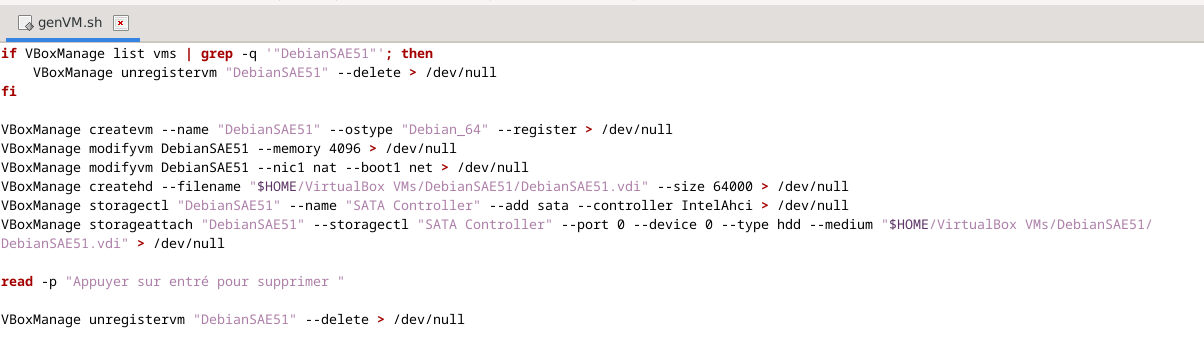 genVM.sh
if VBoxManage list vms | grep -q '"DebianSAE51"'; then
    VBoxManage unregistervm "DebianSAE51" --delete > /dev/null
fi
VBoxManage createvm --name "DebianSAE51" --ostype "Debian_64" --register > /dev/null
VBoxManage modifyvm DebianSAE51 --memory 4096 > /dev/null
VBoxManage modifyvm DebianSAE51 --nic1 nat --boot1 net > /dev/null
VBoxManage createhd --filename "$HOME/VirtualBox VMs/DebianSAE51/DebianSAE51.vdi" --size 64000 > /dev/null
VBoxManage storagectl "DebianSAE51" --name "SATA Controller" --add sata --controller IntelAhci > /dev/null
VBoxManage storageattach "DebianSAE51" --storagectl "SATA Controller" --port 0 --device 0 --type hdd --medium "$HOME/VirtualBox VMs/DebianSAE51/
DebianSAE51.vdi" > /dev/null
read -p "Appuyer sur entré pour supprimer "
VBoxManage unregistervm "DebianSAE51" --delete > /dev/null